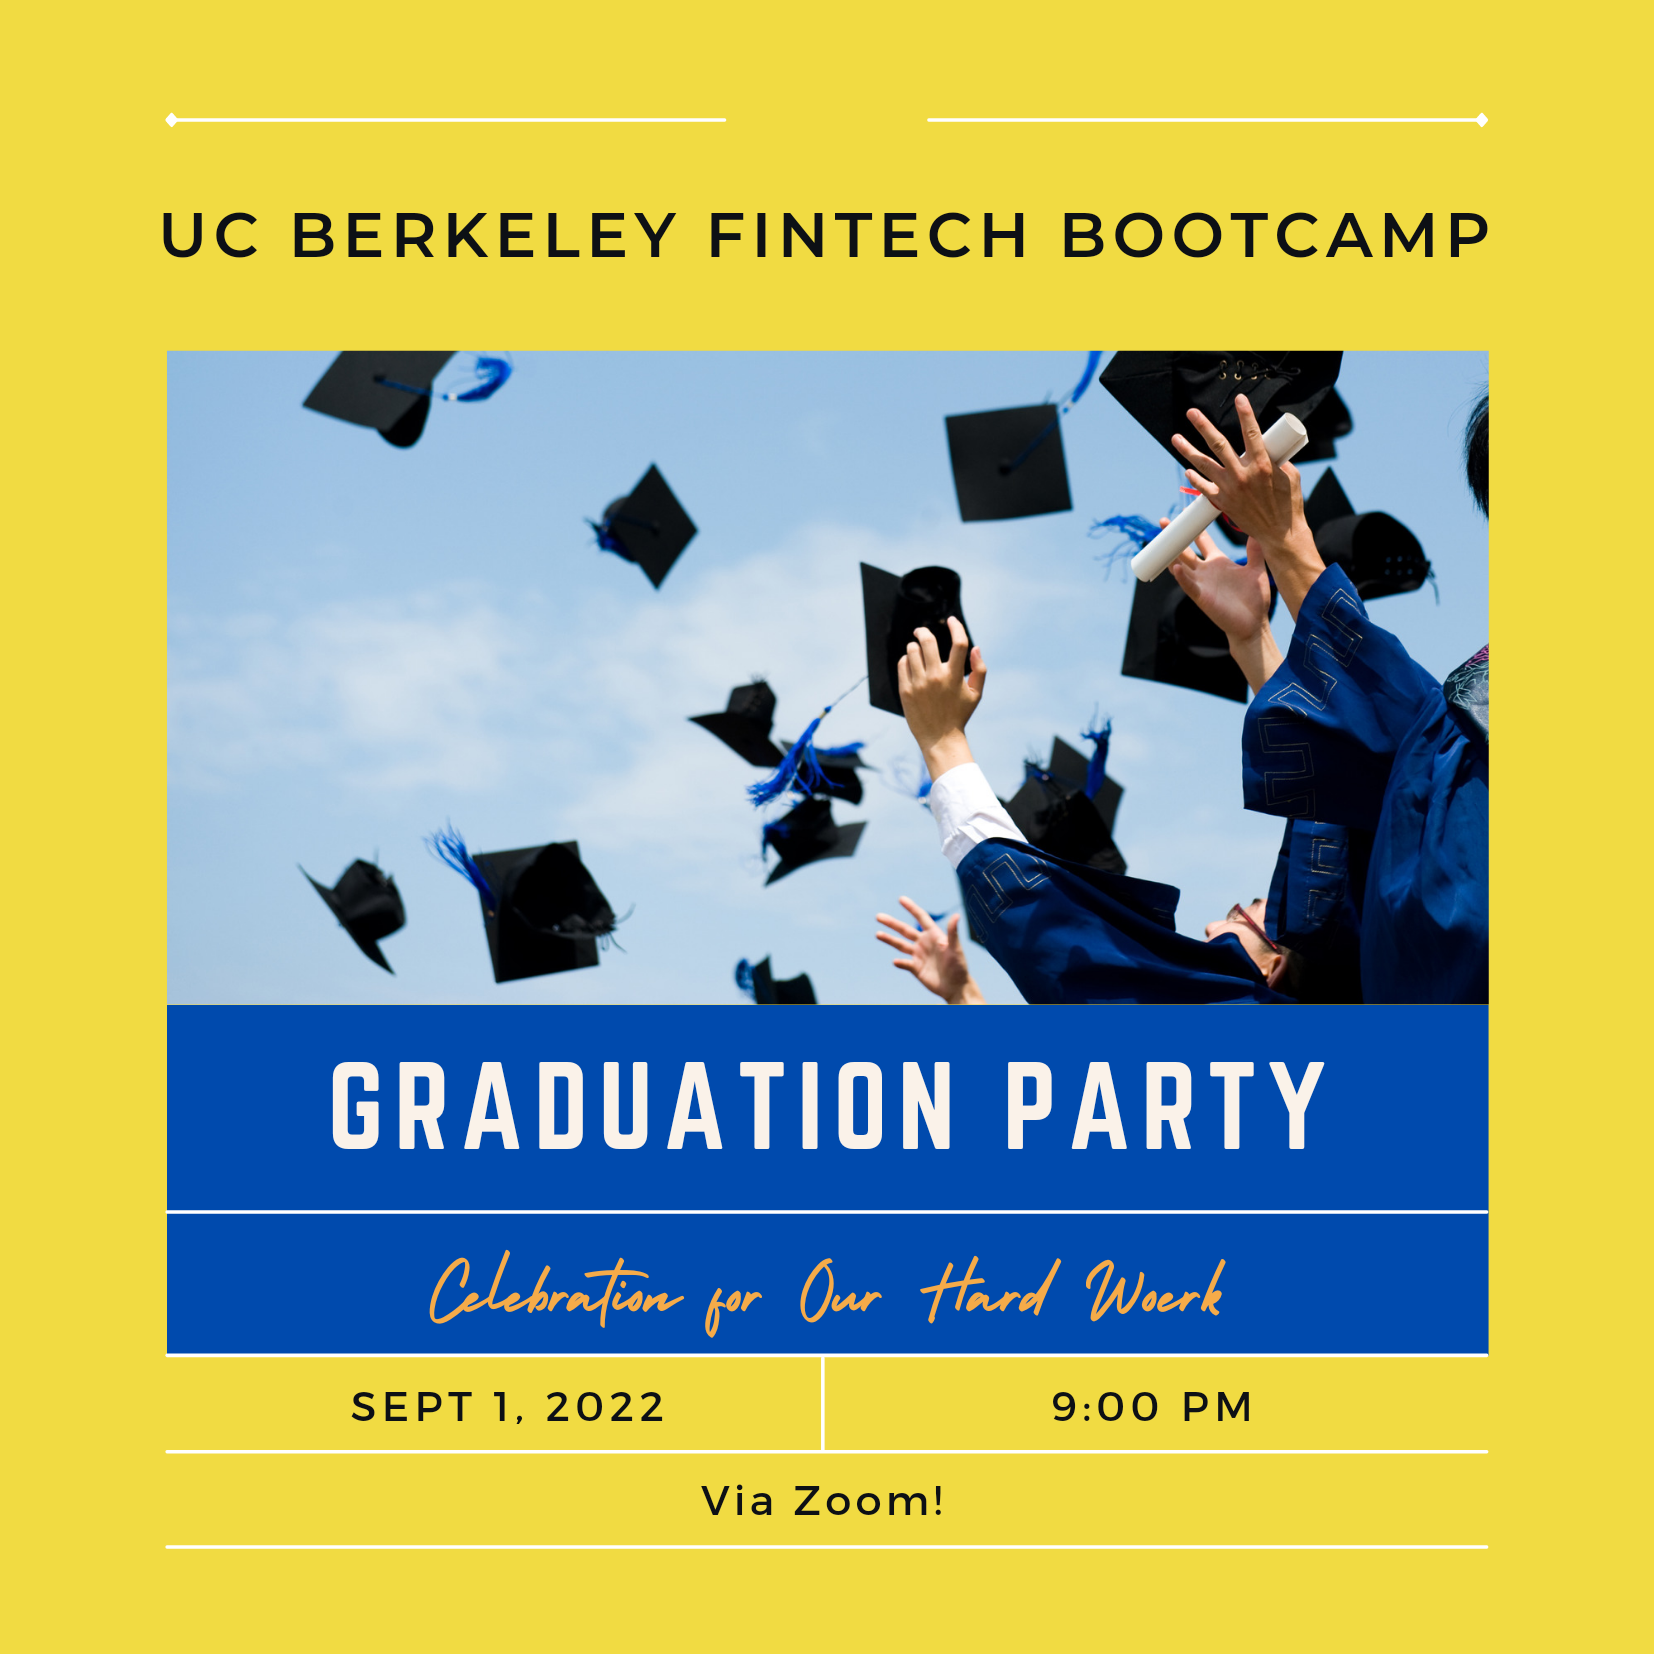 UC BERKELEY FINTECH BOOTCAMP
GRADUATION PARTY
Celebration for Our Hard Woerk
SEPT 1, 2022
9:00 PM
Via Zoom!